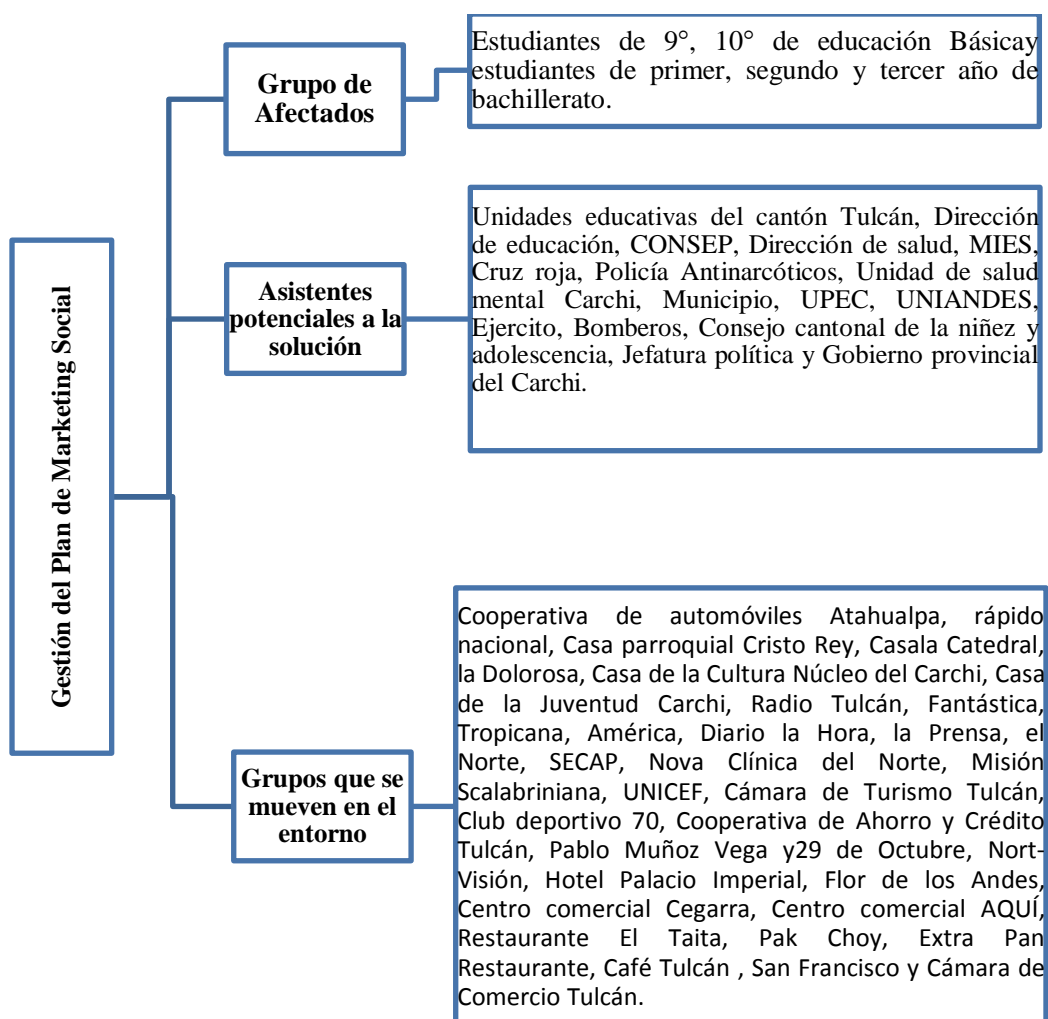 Gestión del Plan de Marketing Social
Grupo de
Afectados
Estudiantes de 9°, 10° de educación Básicay
estudiantes de primer, segundo y tercer año de
bachillerato.
Asistentes
potenciales a la
solución
Unidades educativas del cantón Tulcán, Dirección
de educación, CONSEP, Dirección de salud, MIES,
Cruz roja, Policía Antinarcóticos, Unidad de salud
mental Carchi, Municipio, UPEC, UNIANDES,
Ejercito, Bomberos, Consejo cantonal de la niñez y
adolescencia, Jefatura política y Gobierno provincial
del Carchi.
Grupos que se
mueven en el
entorno
Cooperativa de automóviles Atahualpa, rápido
nacional, Casa parroquial Cristo Rey, Casala Catedral,
la Dolorosa, Casa de la Cultura Núcleo del Carchi, Casa
de la Juventud Carchi, Radio Tulcán, Fantástica,
Tropicana, América, Diario la Hora, la Prensa, el
Norte, SECAP, Nova Clínica del Norte, Misión
Scalabriniana, UNICEF, Cámara de Turismo Tulcán,
Club deportivo 70, Cooperativa de Ahorro y Crédito
Tulcán, Pablo Muñoz Vega y29 de Octubre, Nort-
Visión, Hotel Palacio Imperial, Flor de los Andes,
Centro comercial Cegarra, Centro comercial AQUÍ,
Restaurante El Taita, Pak Choy, Extra Pan
Restaurante, Café Tulcán , San Francisco y Cámara de
Comercio Tulcán.